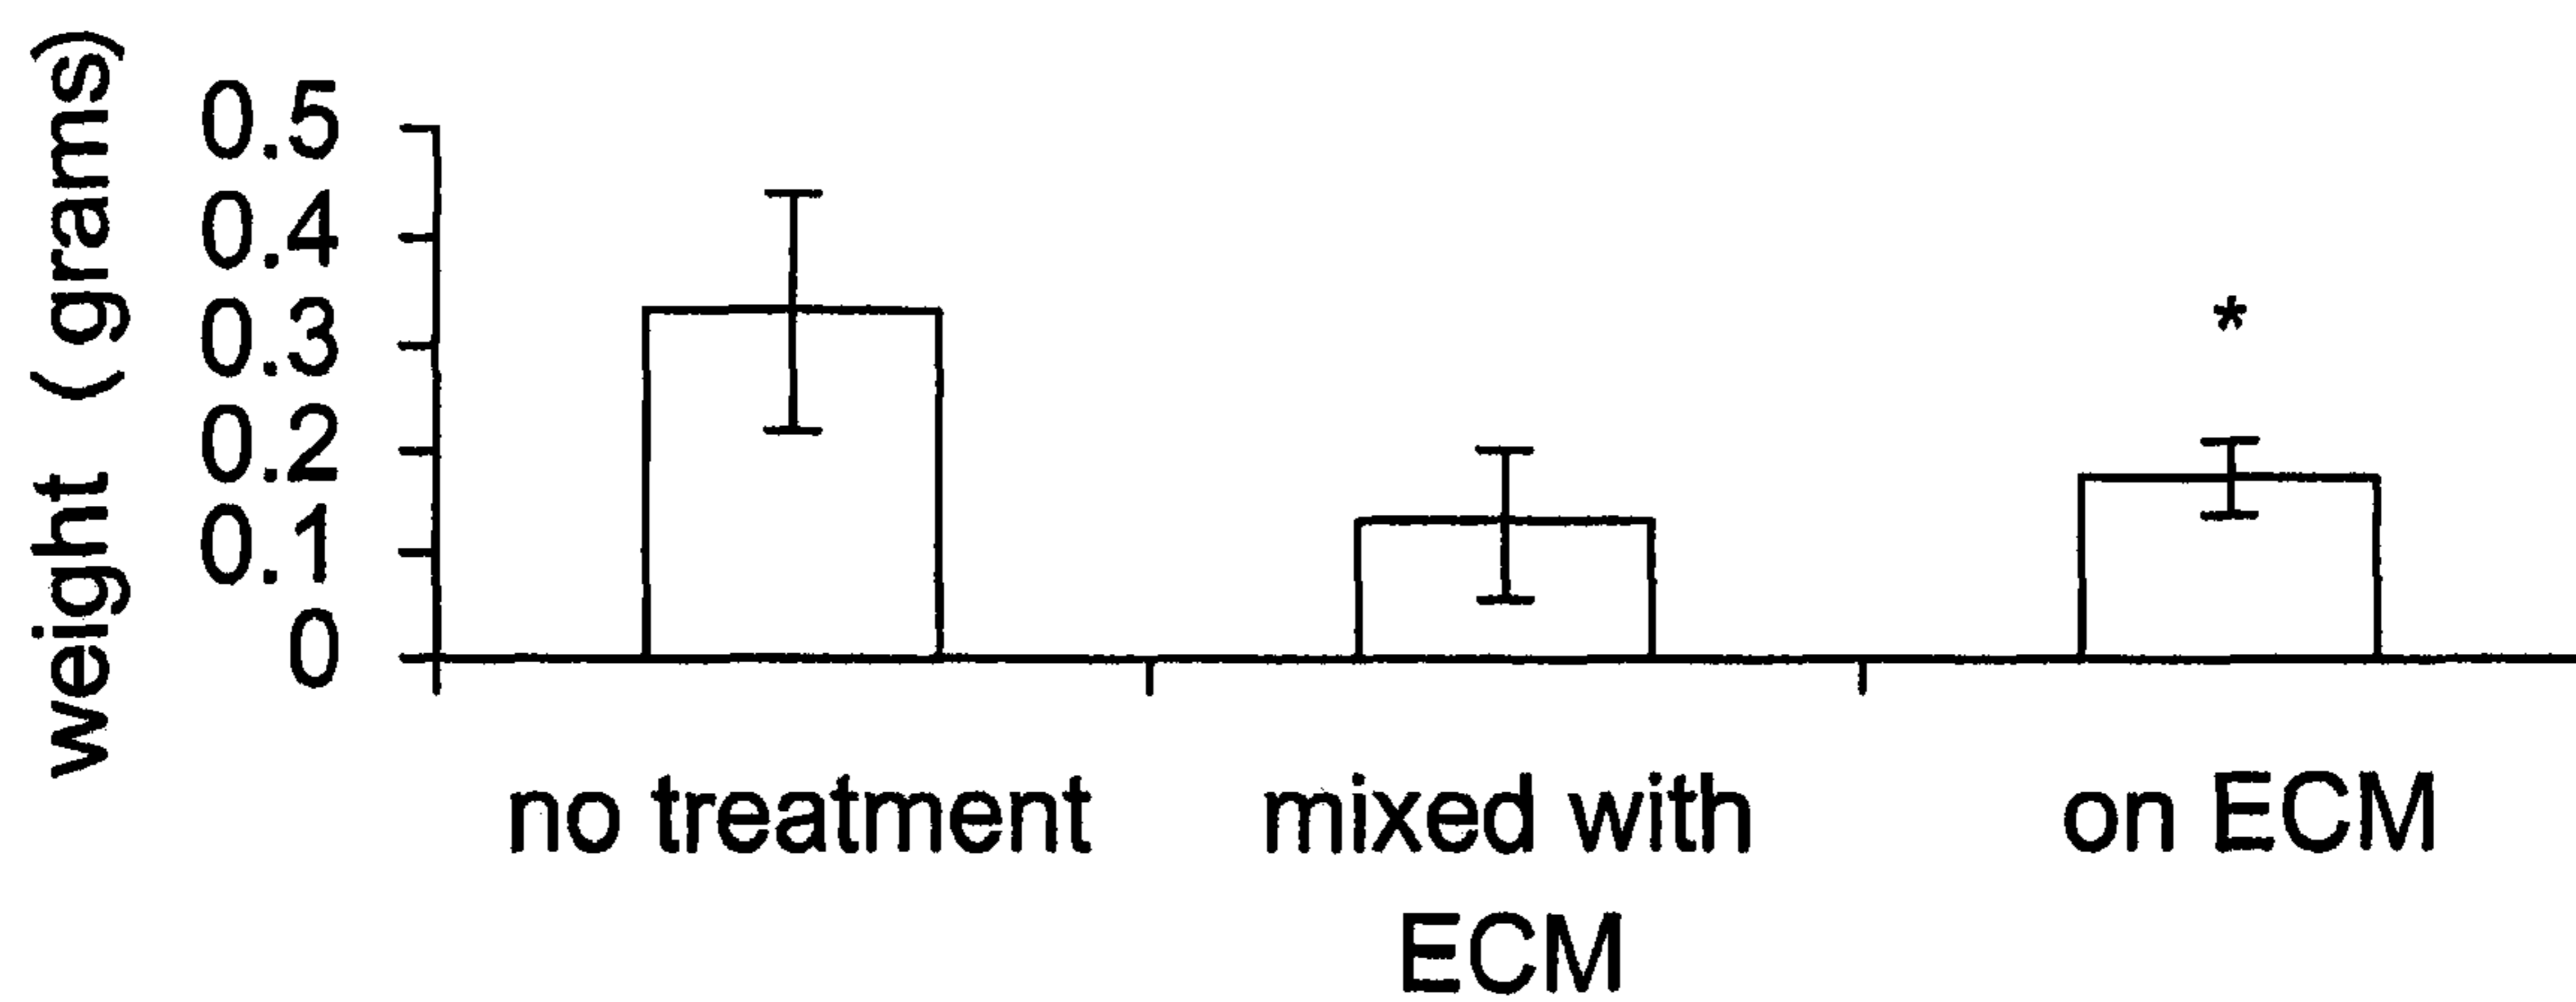 weight (grams)
0.5
0.4
0.3
0.2
0.1
0
*
no treatment
mixed with
ECM
on ECM